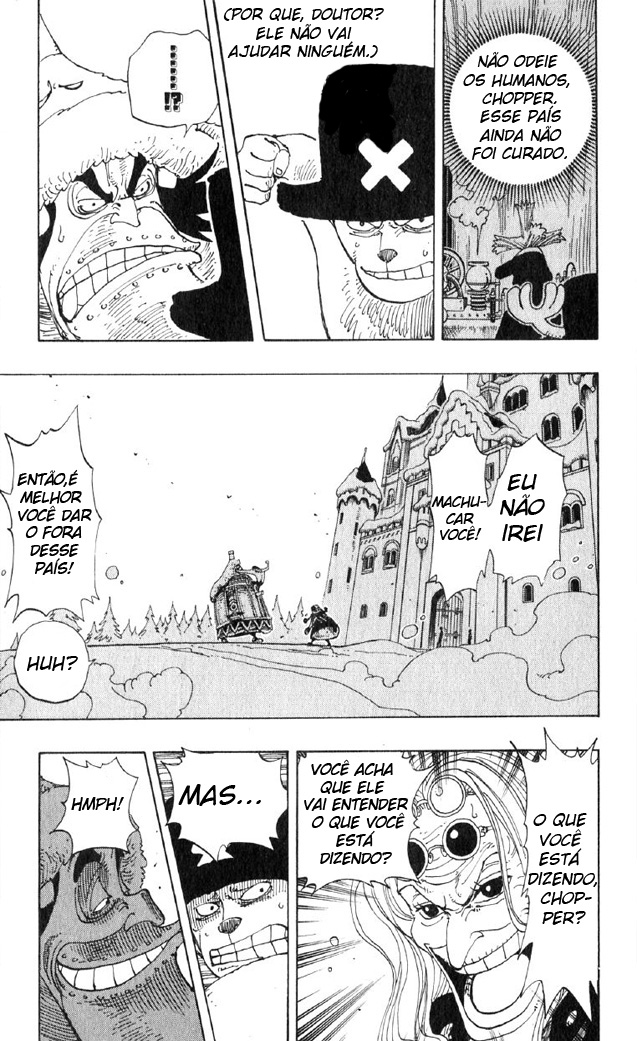 NÃO ODEIE
OS HUMANOS,
CHOPPER.
ESSE PAÍS
AINDA NÃO
FOI CURADO.
(POR QUE, DOUTOR?
ELE NÃO VAI
AJUDAR NINGUÉM.)
......!?
EU
NÃO
IREI
MACHU-
CAR
VOCÊ!
ENTÃO,É
MELHOR
VOCÊ DAR
O FORA
DESSE
PAÍS!
HUH?
O QUE
VOCÊ
ESTÁ
DIZENDO,
CHOP-
PER?
VOCÊ ACHA
QUE ELE
VAI ENTENDER
O QUE VOCÊ
ESTÁ
DIZENDO?
MAS...
HMPH!